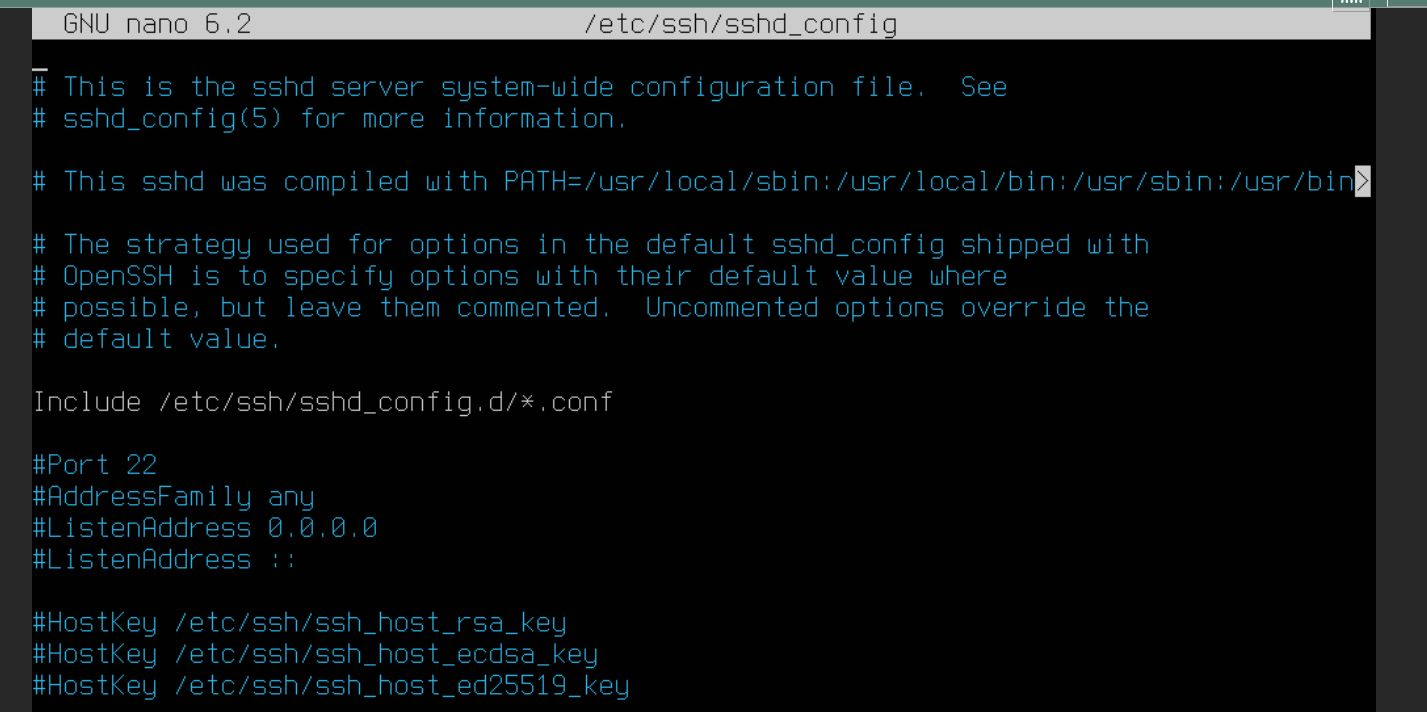 GNU nano 6.2 /etc/ssh/sshd_config
# This is the sshd server system-wide configuration file.  See
# sshd_config(5) for more information.
# This sshd was compiled with PATH=/usr/local/sbin:/usr/local/bin:/usr/sbin:/usr/bin>
# The strategy used for options in the default sshd_config shipped with
# OpenSSH is to specify options with their default value where
# possible, but leave them commented.  Uncommented options override the
# default value.
Include /etc/ssh/sshd_config.d/*.conf
#Port 22
#AddressFamily any
#ListenAddress 0.0.0.0
#ListenAddress ::
#HostKey /etc/ssh/ssh_host_rsa_key
#HostKey /etc/ssh/ssh_host_ecdsa_key
#HostKey /etc/ssh/ssh_host_ed25519_key